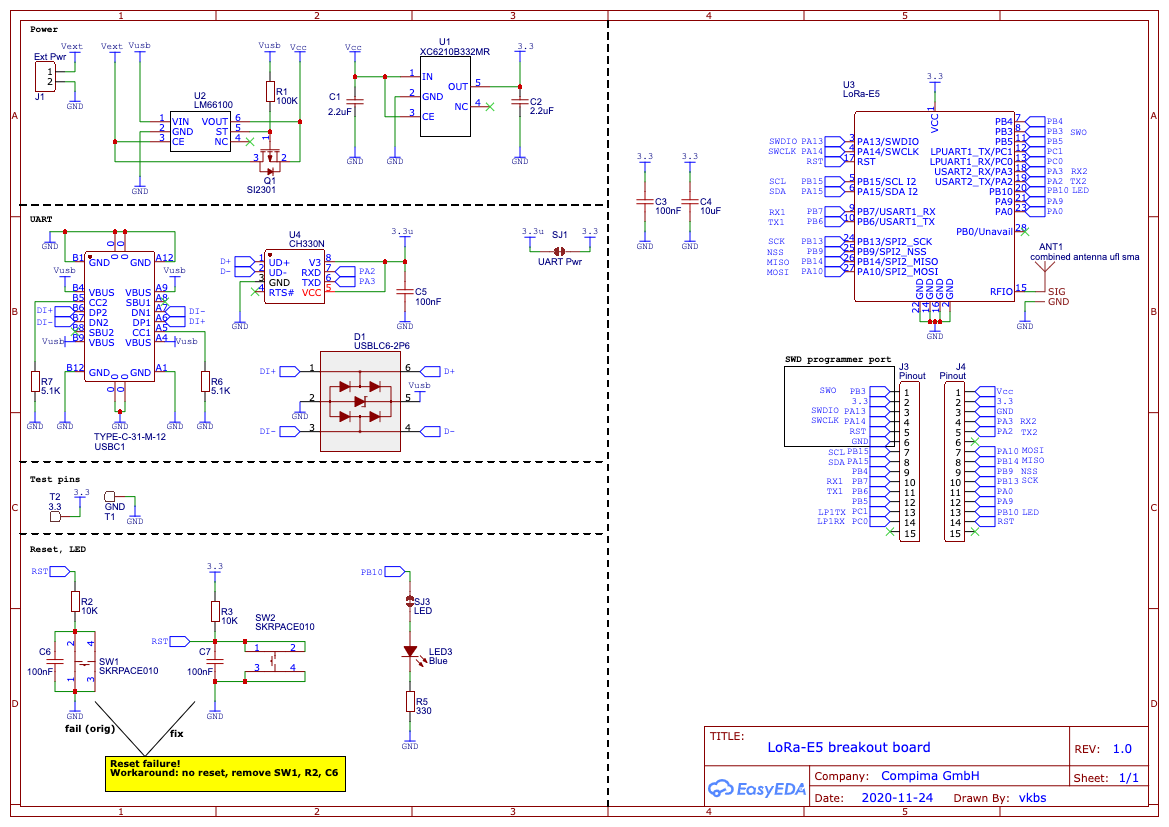 1 2 3 4 5
A
B
C
D
Power
Ext Pwr
1
2
J1
Vext
GND
Vext
Vusb
U2
LM66100
1 VIN VOUT 6
2 GND ST 5
3 CE NC 4
GND
Vusb
Vcc
R1
100K
1
3 2
Q1
SI2301
Vcc
C1
2.2uF
GND
U1
XC6210B332MR
1 IN
2 GND
3 CE
OUT 5
NC 4
GND
3.3
C2
2.2uF
GND
UART
GND
0 0
B1 GND GND A12
Vusb
Vusb
B4 VBUS VBUS A9
B5 CC2 SBU1 A8
DI+ B6 DP2 DN1 A7 DI-
DI- B7 DN2 DP1 A6 DI+
B8 SBU2 CC1 A5
Vusb B9 VBUS VBUS A4 Vusb
B12 GND GND A1
0 0
R7
5.1K
R6
5.1K
GND
GND
GND
GND
TYPE-C-31-M-12
USBC1
U4
CH330N
D+ 1 UD+ V3 8
D- 2 UD- RXD 7 PA2
3 GND TXD 6 PA3
4 RTS# VCC 5
GND
3.3u
C5
100nF
GND
3.3u
SJ1
3.3
UART Pwr
D1
USBLC6-2P6
DI+ 1 6 D+
Vusb
2 5
GND
DI- 3 4 D-
Test pins
T2
3.3
3.3
GND
T1
GND
Reset, LED
RST
R2
10K
C6
100nF
2 4
1 3
SW1
SKRPACE010
GND
fail (orig)
3.3
R3
10K
RST
C7
100nF
SW2
SKRPACE010
1 2
3 4
GND
fix
Reset failure!
Workaround: no reset, remove SW1, R2, C6
PB10
SJ3
LED
LED3
Blue
R5
330
GND
3.3
C3
100nF
GND
3.3
C4
10uF
GND
U3
LoRa-E5
3.3
1
VCC
SWDIO PA13 3 PA13/SWDIO
SWCLK PA14 4 PA14/SWCLK
RST 17 RST
SCL PB15 5 PB15/SCL I2
SDA PA15 6 PA15/SDA I2
RX1 PB7 9 PB7/USART1_RX
TX1 PB6 10 PB6/USART1_TX
SCK PB13 24 PB13/SPI2_SCK
NSS PB9 25 PB9/SPI2_NSS
MISO PB14 26 PB14/SPI2_MISO
MOSI PA10 27 PA10/SPI2_MOSI
PB4 7 PB4
PB3 8 PB3 SWO
PB5 11 PB5
LPUART1_TX/PC1 12 PC1
LPUART1_RX/PC0 13 PC0
USART2_RX/PA3 18 PA3 RX2
USART2_TX/PA2 19 PA2 TX2
PB10 20 PB10 LED
PA9 21 PA9
PA0 23 PA0
PB0/Unavail 28
RFIO 15
GND GND GND GND
22 14 16 2
GND
ANT1
combined antenna ufl sma
SIG
GND
GND
SWD programmer port
J3
Pinout
SWO PB3 1
3.3 2
SWDIO PA13 3
SWCLK PA14 4
RST 5
GND 6
SCL PB15 7
SDA PA15 8
PB4 9
RX1 PB7 10
TX1 PB6 11
PB5 12
LP1TX PC1 13
LP1RX PC0 14
15
J4
Pinout
1 Vcc
2 3.3
3 GND
4 PA3 RX2
5 PA2 TX2
6
7 PA10 MOSI
8 PB14 MISO
9 PB9 NSS
10 PB13 SCK
11 PA0
12 PA9
13 PB10 LED
14 RST
15
TITLE:
LoRa-E5 breakout board
REV: 1.0
EasyEDA
Company: Compima GmbH
Sheet: 1/1
Date: 2020-11-24 Drawn By: vkbs
1 2 3 4 5
A
B
C
D